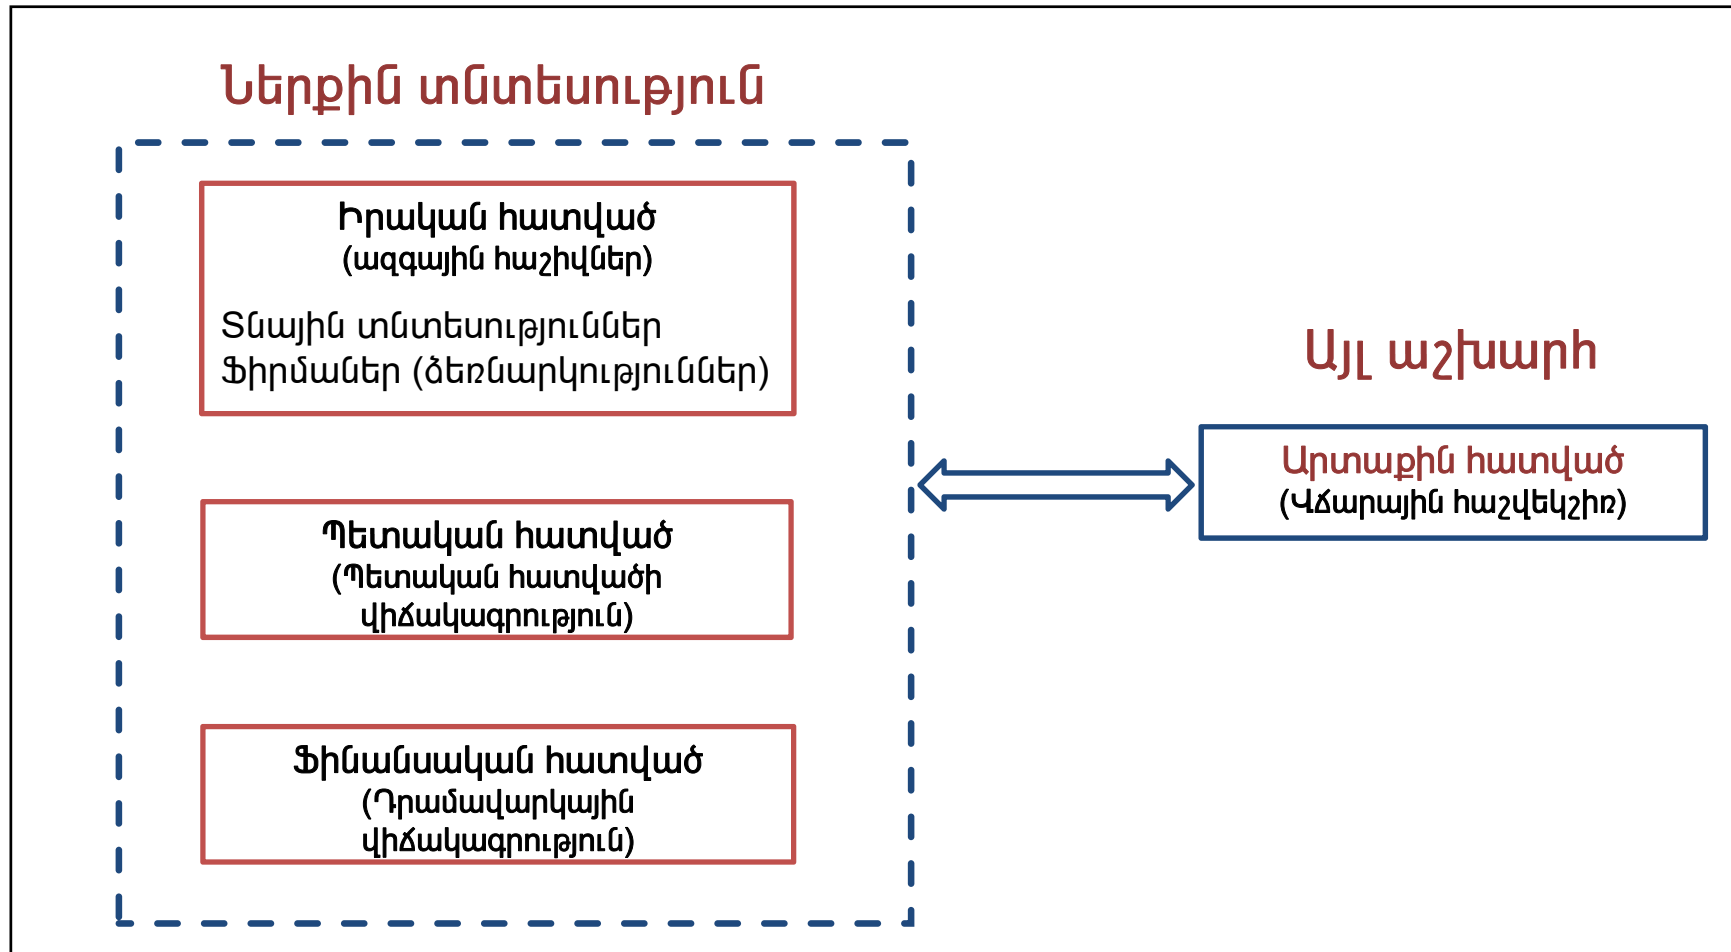 Ներքին տնտեսություն
Իրական հատված
(ազգային հաշիվներ)
Տնային տնտեսություններ
Ֆիրմաներ (ձեռնարկություններ)
Պետական հատված
(Պետական հատվածի
վիճակագրություն)
Ֆինանսական հատված
(Դրամավարկային
վիճակագրություն)
Այլ աշխարհ
Արտաքին հատված
(Վճարային հաշվեկշիռ)